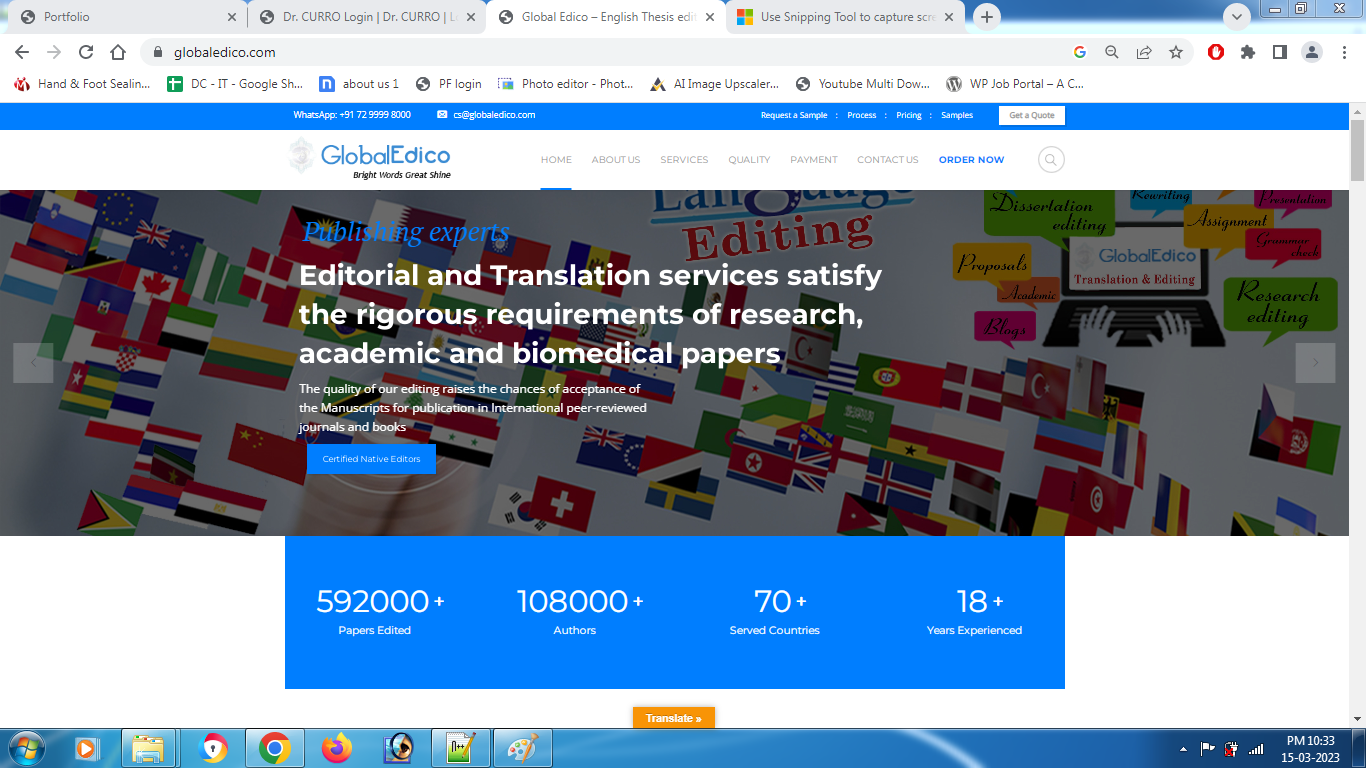 Portfolio
Dr. CURRO Login | Dr. CURRO | L
Global Edico – English Thesis edi
Use Snipping Tool to capture scre
globaledico.com
Hand & Foot Sealin...
DC - IT - Google Sh...
about us 1
PF login
Photo editor - Phot...
AI Image Upscaler...
Youtube Multi Dow...
WP Job Portal – A C...
WhatsApp: +91 72 9999 8000
cs@globaledico.com
Request a Sample : Process : Pricing : Samples
Get a Quote
GlobalEdico
Bright Words Great Shine
HOME ABOUT US SERVICES QUALITY PAYMENT CONTACT US ORDER NOW
Language
Editing
Dissertation
editing
Rewriting
Presentation
Assignment
Grammar
check
Proposals
Academic
Blogs
GlobalEdico
Translation & Editing
Research
editing
Publishing experts
Editorial and Translation services satisfy
the rigorous requirements of research,
academic and biomedical papers
The quality of our editing raises the chances of acceptance of
the Manuscripts for publication in International peer-reviewed
journals and books
Certified Native Editors
592000 + 108000 + 70 + 18 +
Papers Edited Authors Served Countries Years Experienced
Translate »
PM 10:33
15-03-2023